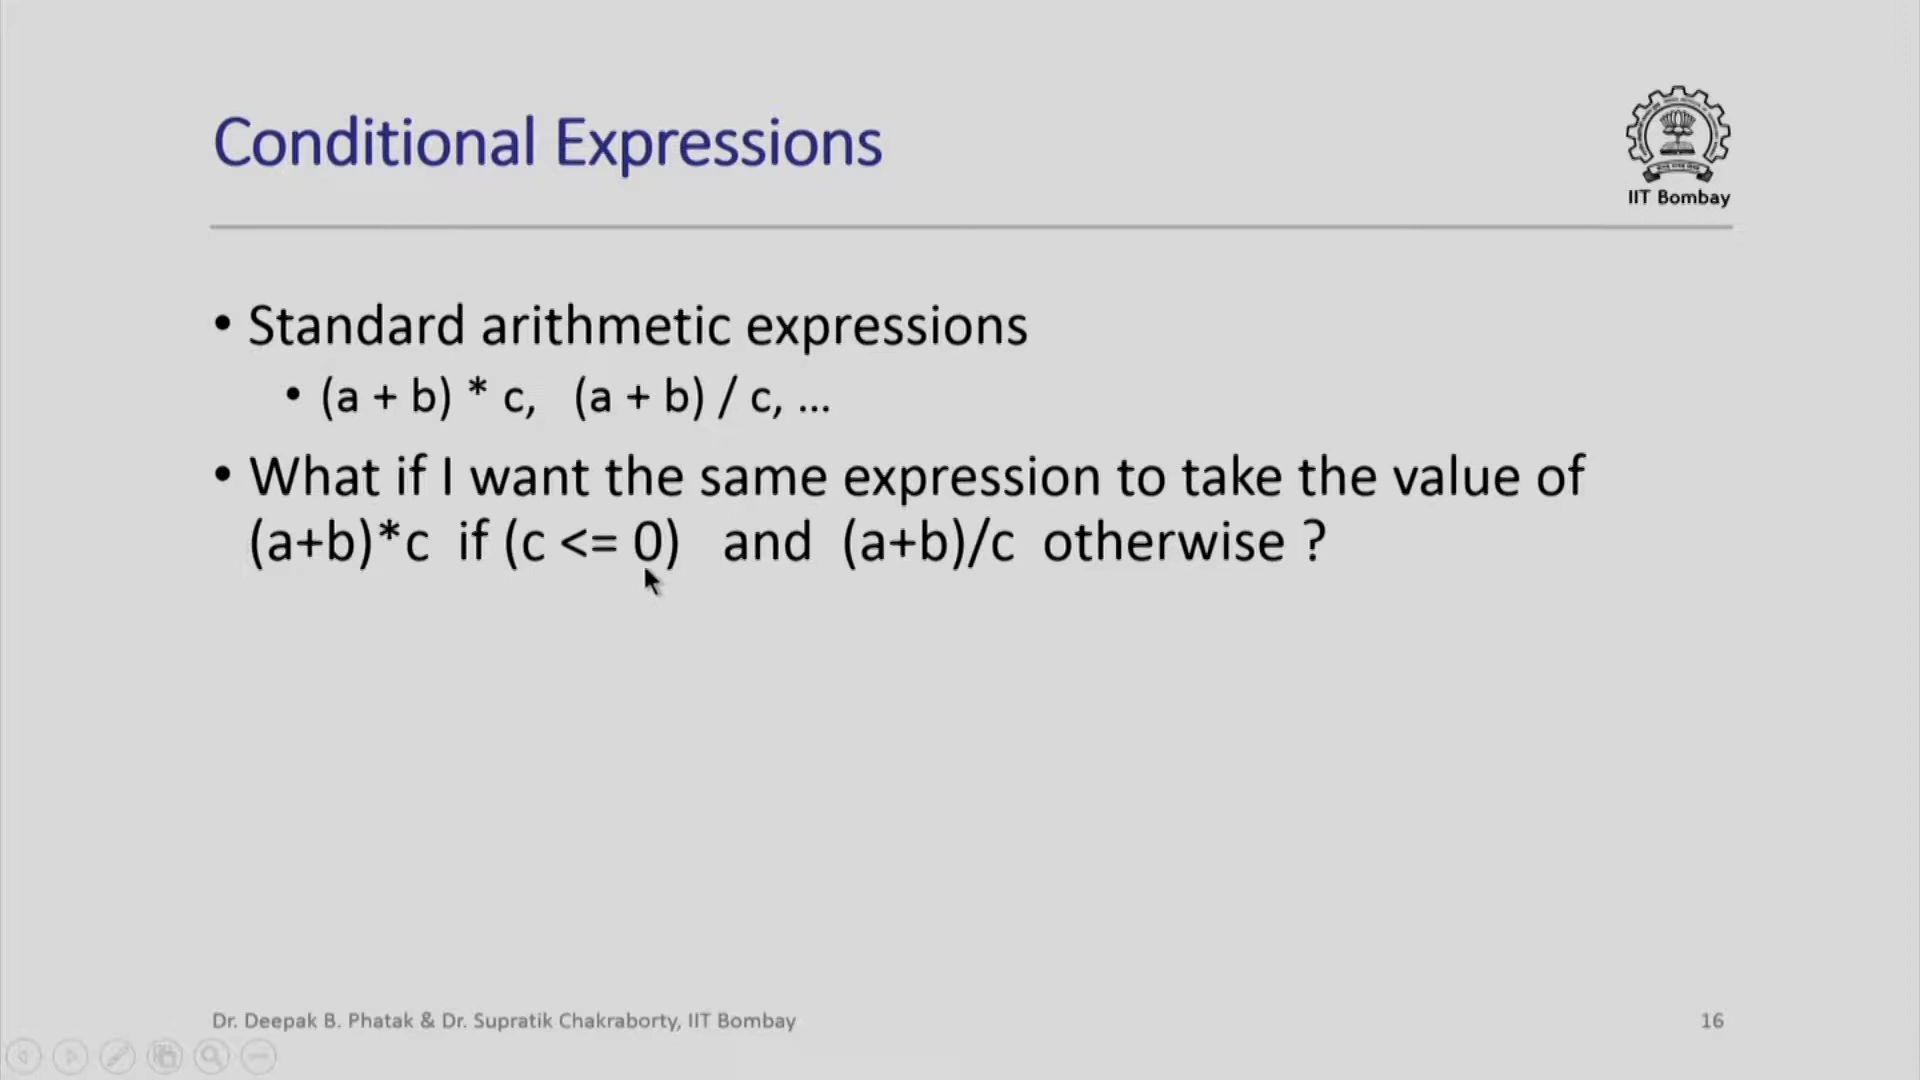 Conditional Expressions
IIT Bombay
• Standard arithmetic expressions
• (a + b) * c,   (a + b) / c, ...
• What if I want the same expression to take the value of
(a+b)*c  if (c <= 0)   and  (a+b)/c  otherwise ?
Dr. Deepak B. Phatak & Dr. Supratik Chakraborty, IIT Bombay
16